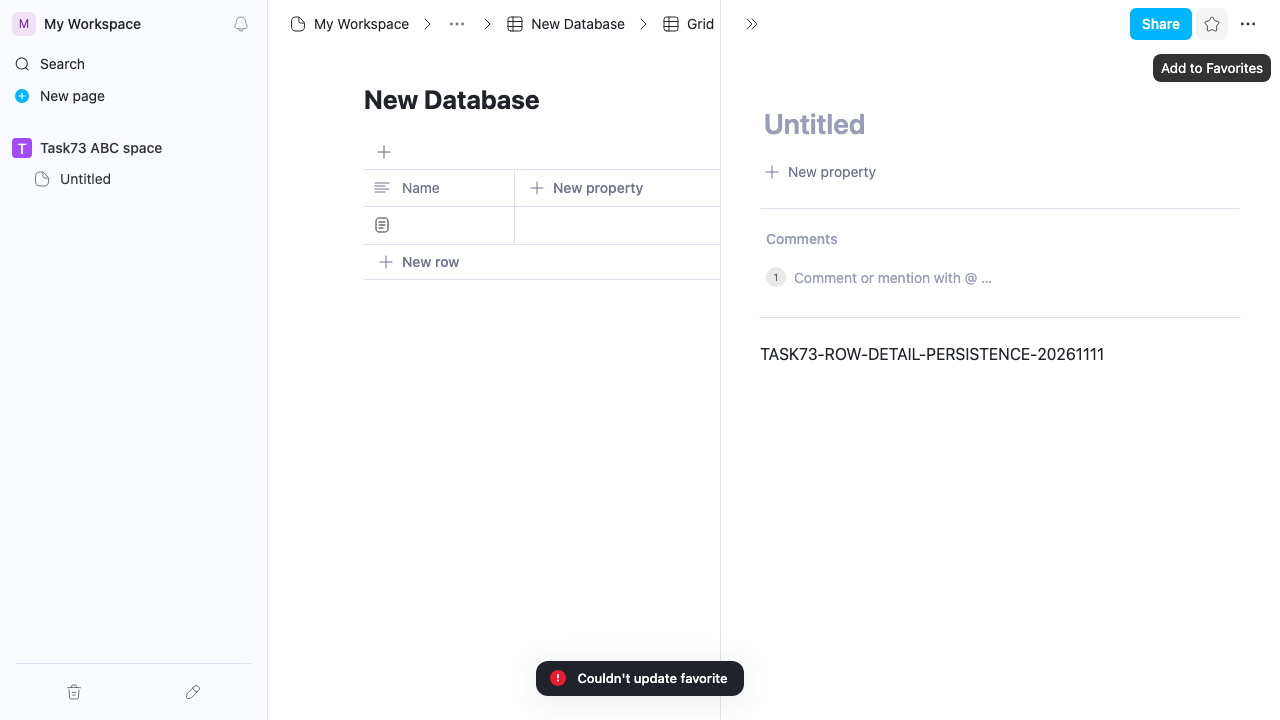 M My Workspace
Search
New page
T Task73 ABC space
Untitled
My Workspace
New Database
Grid
Share
Add to Favorites
New Database
Name
New property
New row
Untitled
New property
Comments
1 Comment or mention with @ ...
TASK73-ROW-DETAIL-PERSISTENCE-20261111
Couldn't update favorite